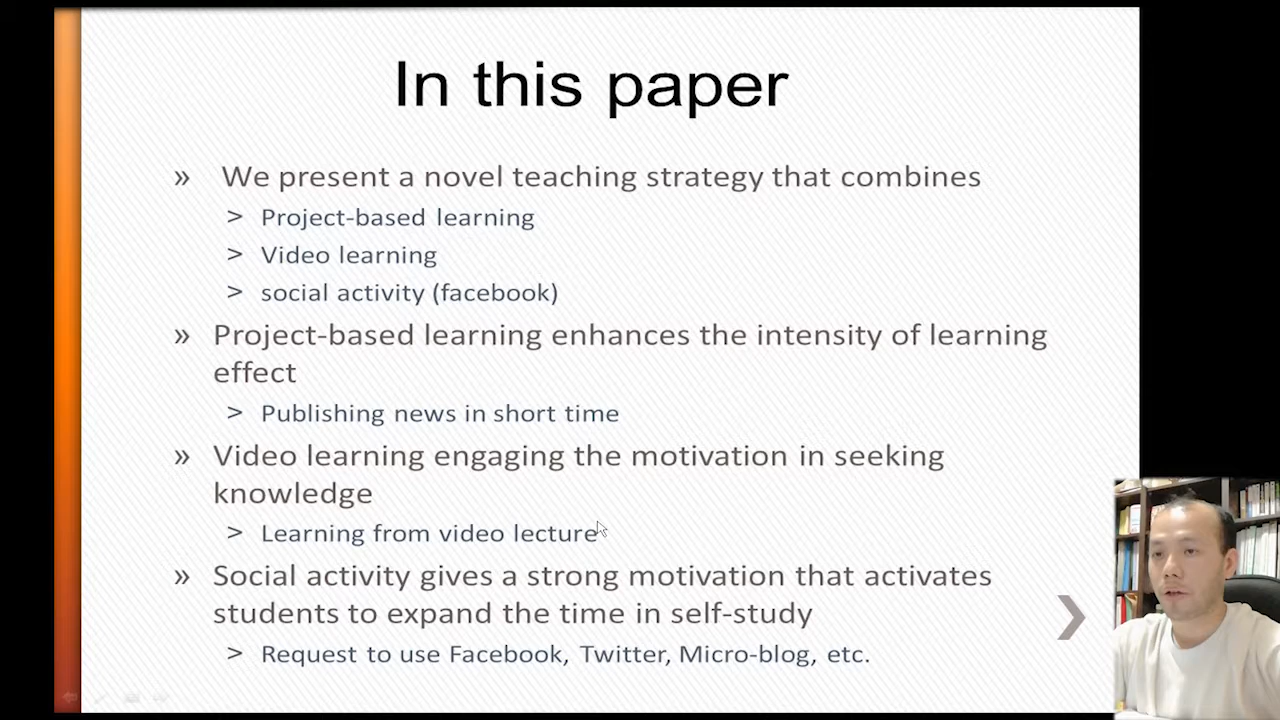 In this paper
» We present a novel teaching strategy that combines
> Project-based learning
> Video learning
> social activity (facebook)
» Project-based learning enhances the intensity of learning
effect
> Publishing news in short time
» Video learning engaging the motivation in seeking
knowledge
> Learning from video lecture
» Social activity gives a strong motivation that activates
students to expand the time in self-study
> Request to use Facebook, Twitter, Micro-blog, etc.